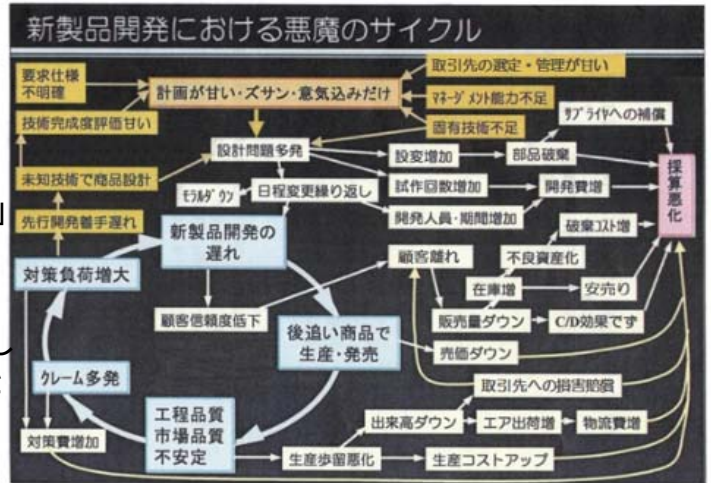 新製品開発における悪魔のサイクル
要求仕様
不明確
計画が甘い・ズサン・意気込みだけ
取引先の選定・管理が甘い
マネージメント能力不足
固有技術不足
技術完成度評価甘い
サプライヤへの補償
設計問題多発
設変増加
部品破棄
採算悪化
未知技術で商品設計
モラルダウン
日程変更繰り返し
試作回数増加
開発費増
開発人員・期間増加
先行開発着手遅れ
新製品開発の
遅れ
破棄コスト増
顧客離れ
不良資産化
対策負荷増大
在庫増
安売り
顧客信頼度低下
後追い商品で
生産・発売
販売量ダウン
C/D効果でず
売価ダウン
クレーム多発
取引先への損害賠償
工程品質
市場品質
不安定
出来高ダウン
エア出荷増
物流費増
対策費増加
生産歩留悪化
生産コストアップ